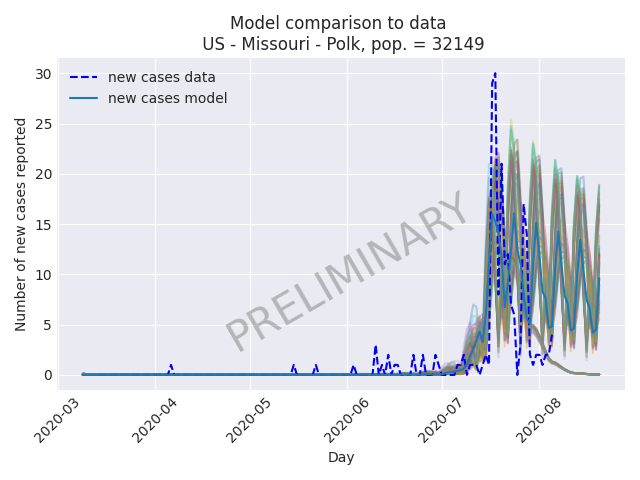 Model comparison to data
US - Missouri - Polk, pop. = 32149
new cases data
new cases model
Number of new cases reported
30
25
20
15
10
5
0
PRELIMINARY
2020-03
2020-04
2020-05
2020-06
2020-07
2020-08
Day